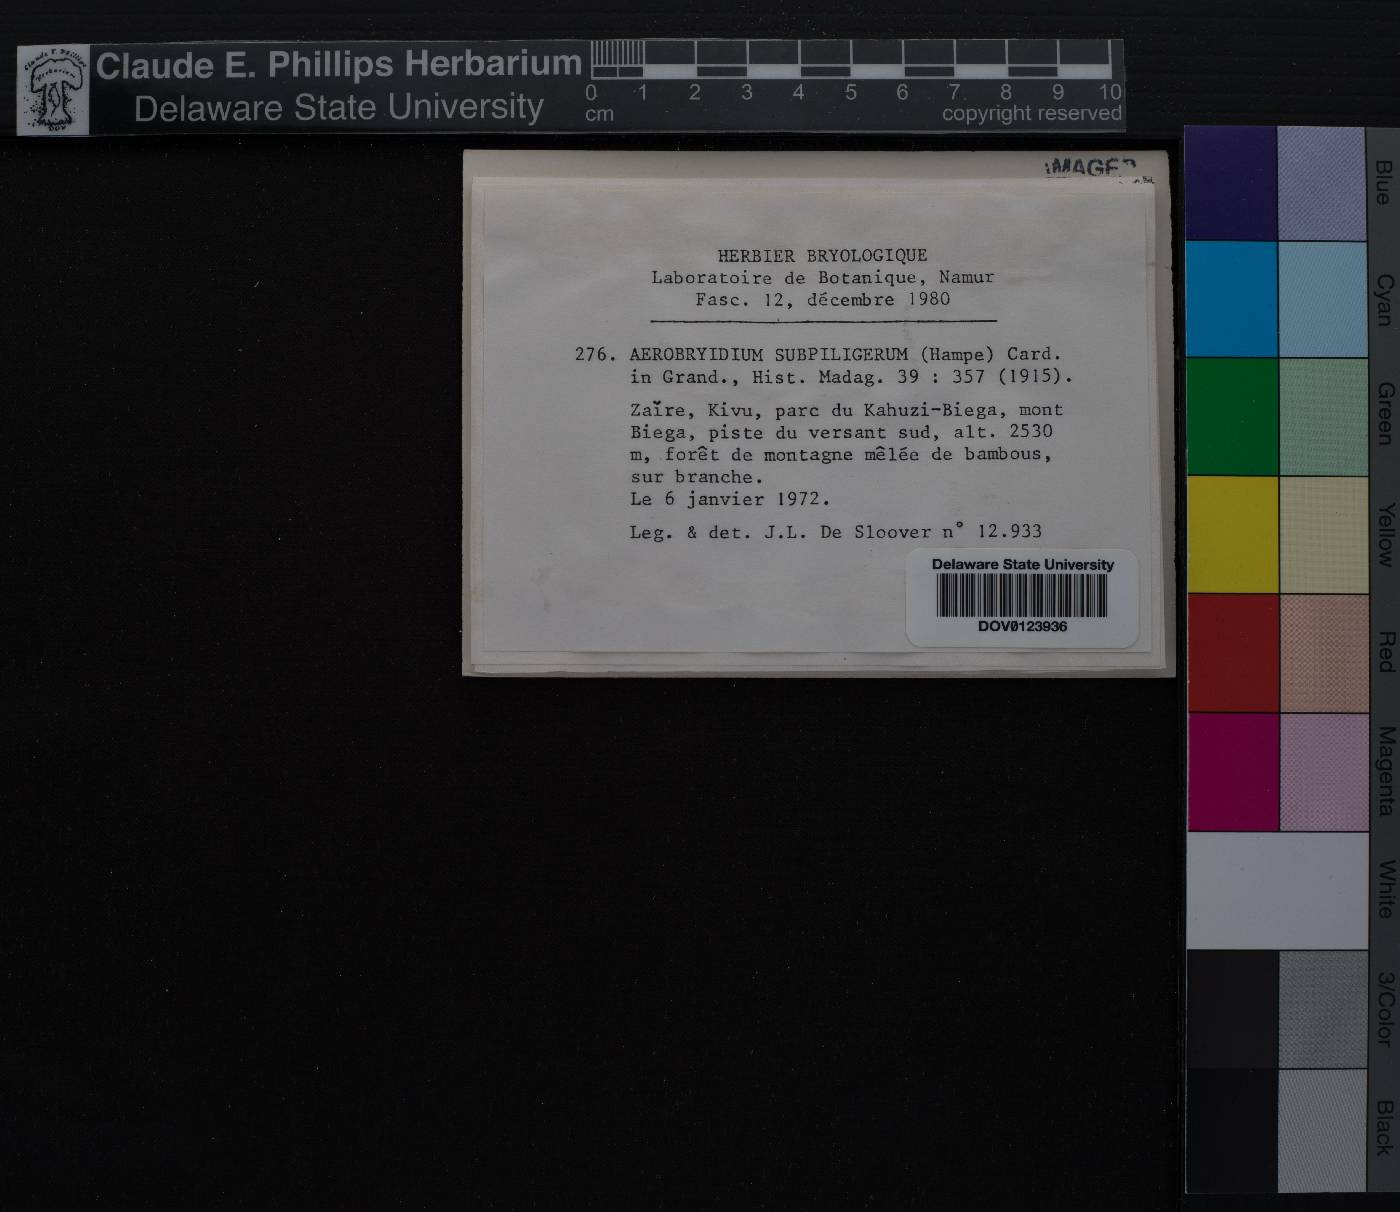 Claude E. Phillips Herbarium
Delaware State University
0 1 2 3 4 5 6 7 8 9 10
cm copyright reserved
HERBIER BRYOLOGIQUE
Laboratoire de Botanique, Namur
Fasc. 12, décembre 1980
276. AEROBRYIDIUM SUBPILIGERUM (Hampe) Card.
in Grand., Hist. Madag. 39 : 357 (1915).
Zaïre, Kivu, parc du Kahuzi-Biega, mont
Biega, piste du versant sud, alt. 2530
m, forêt de montagne mêlée de bambous,
sur branche.
Le 6 janvier 1972.
Leg. & det. J.L. De Sloover n° 12.933
Delaware State University
DOV0123936
Blue
Cyan
Green
Yellow
Red
Magenta
White
3/Color
Black